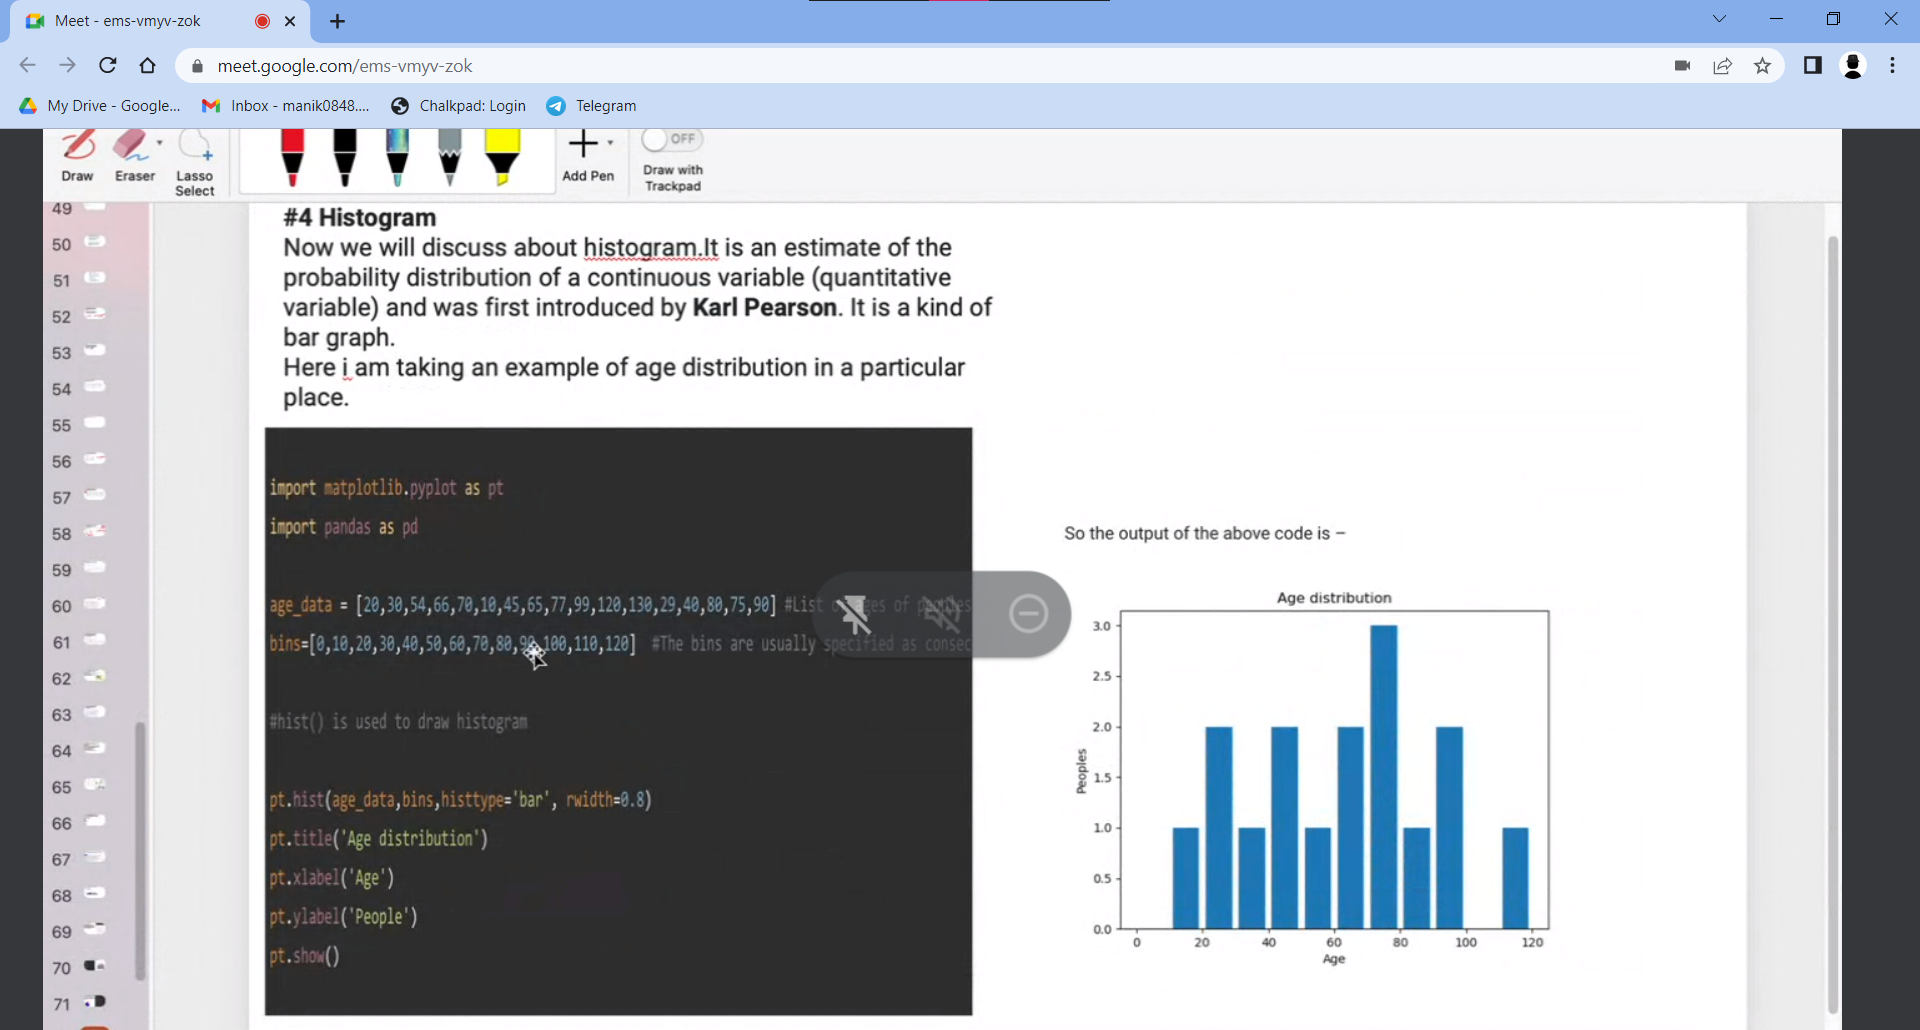 Meet - ems-vmyv-zok
meet.google.com/ems-vmyv-zok
My Drive - Google...
Inbox - manik0848....
Chalkpad: Login
Telegram
Draw
Eraser
Lasso
Select
Add Pen
OFF
Draw with
Trackpad
49
50
51
52
53
54
55
56
57
58
59
60
61
62
63
64
65
66
67
68
69
70
71
#4 Histogram
Now we will discuss about histogram.It is an estimate of the
probability distribution of a continuous variable (quantitative
variable) and was first introduced by Karl Pearson. It is a kind of
bar graph.
Here i am taking an example of age distribution in a particular
place.
import matplotlib.pyplot as pt
import pandas as pd
age_data = [20,30,54,66,70,10,45,65,77,99,120,130,29,40,80,75,90] #List of ages of peoples
bins=[0,10,20,30,40,50,60,70,80,90,100,110,120] #The bins are usually specified as consec
#hist() is used to draw histogram
pt.hist(age_data,bins,histtype='bar', rwidth=0.8)
pt.title('Age distribution')
pt.xlabel('Age')
pt.ylabel('People')
pt.show()
So the output of the above code is –
Age distribution
3.0
2.5
2.0
1.5
1.0
0.5
0.0
Peoples
0 20 40 60 80 100 120
Age